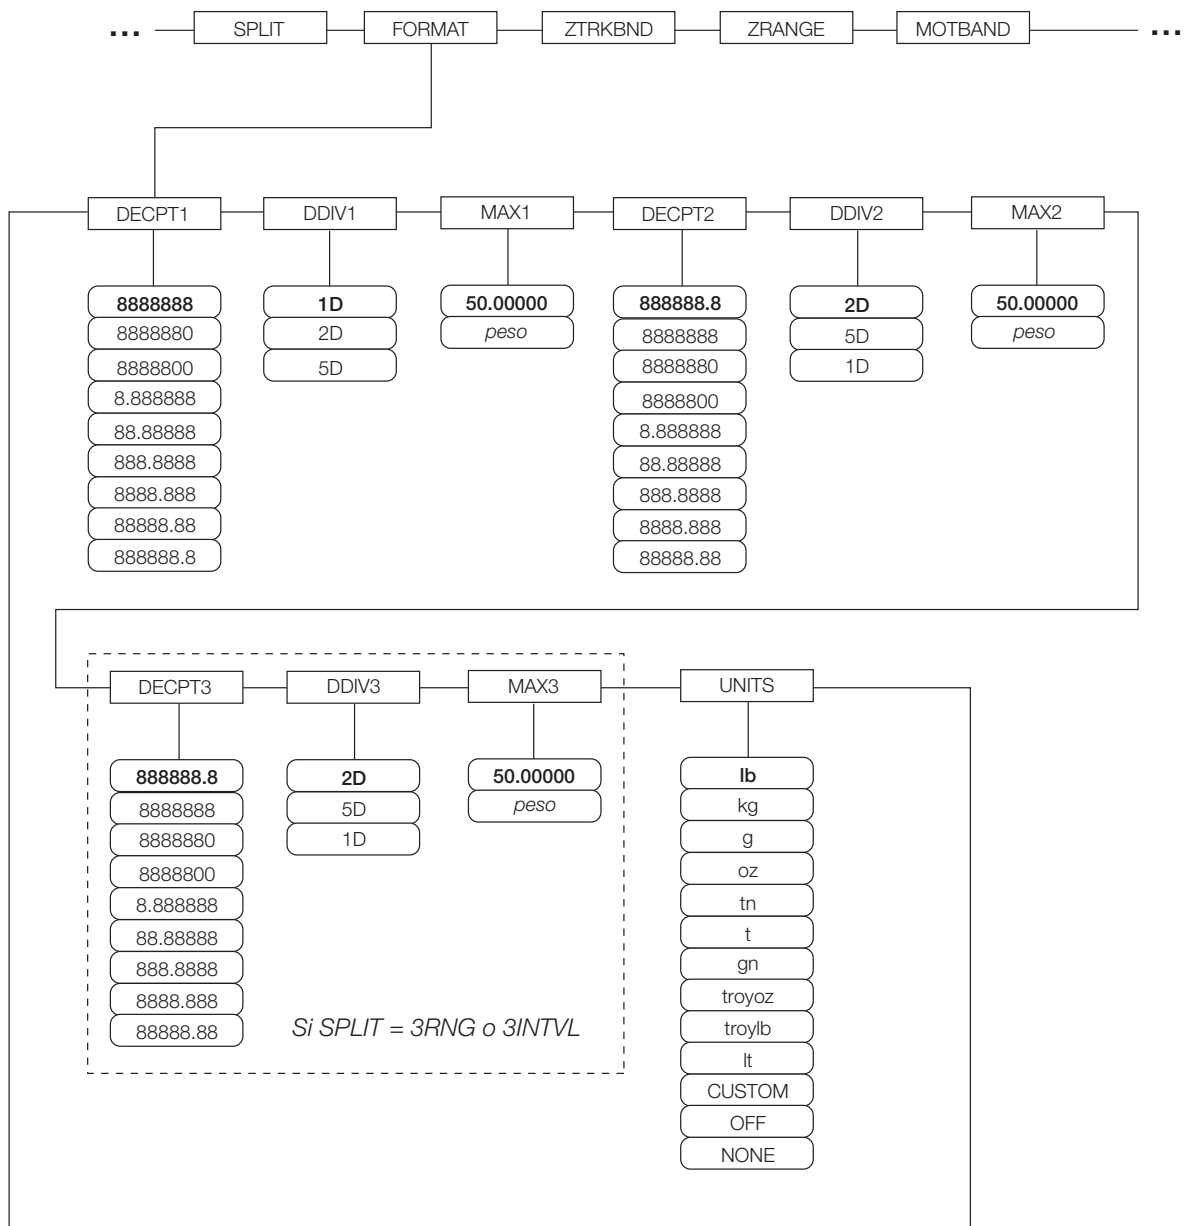 ... SPLIT FORMAT ZTRKBND ZRANGE MOTBAND ...
DECPT1 DDIV1 MAX1 DECPT2 DDIV2 MAX2
8888888 1D 50.00000 888888.8 2D 50.00000
8888880 2D peso 8888888 5D peso
8888800 5D 8888880 1D
8.888888 8888800
88.88888 8.888888
888.8888 88.88888
8888.888 888.8888
88888.88 8888.888
888888.8 88888.88
DECPT3 DDIV3 MAX3 UNITS
888888.8 2D 50.00000 lb
8888888 5D peso kg
8888880 1D g
8888800 oz
8.888888 tn
88.88888 t
888.8888 gn
8888.888 troyoz
88888.88 Si SPLIT = 3RNG o 3INTVL troylb
lt
CUSTOM
OFF
NONE